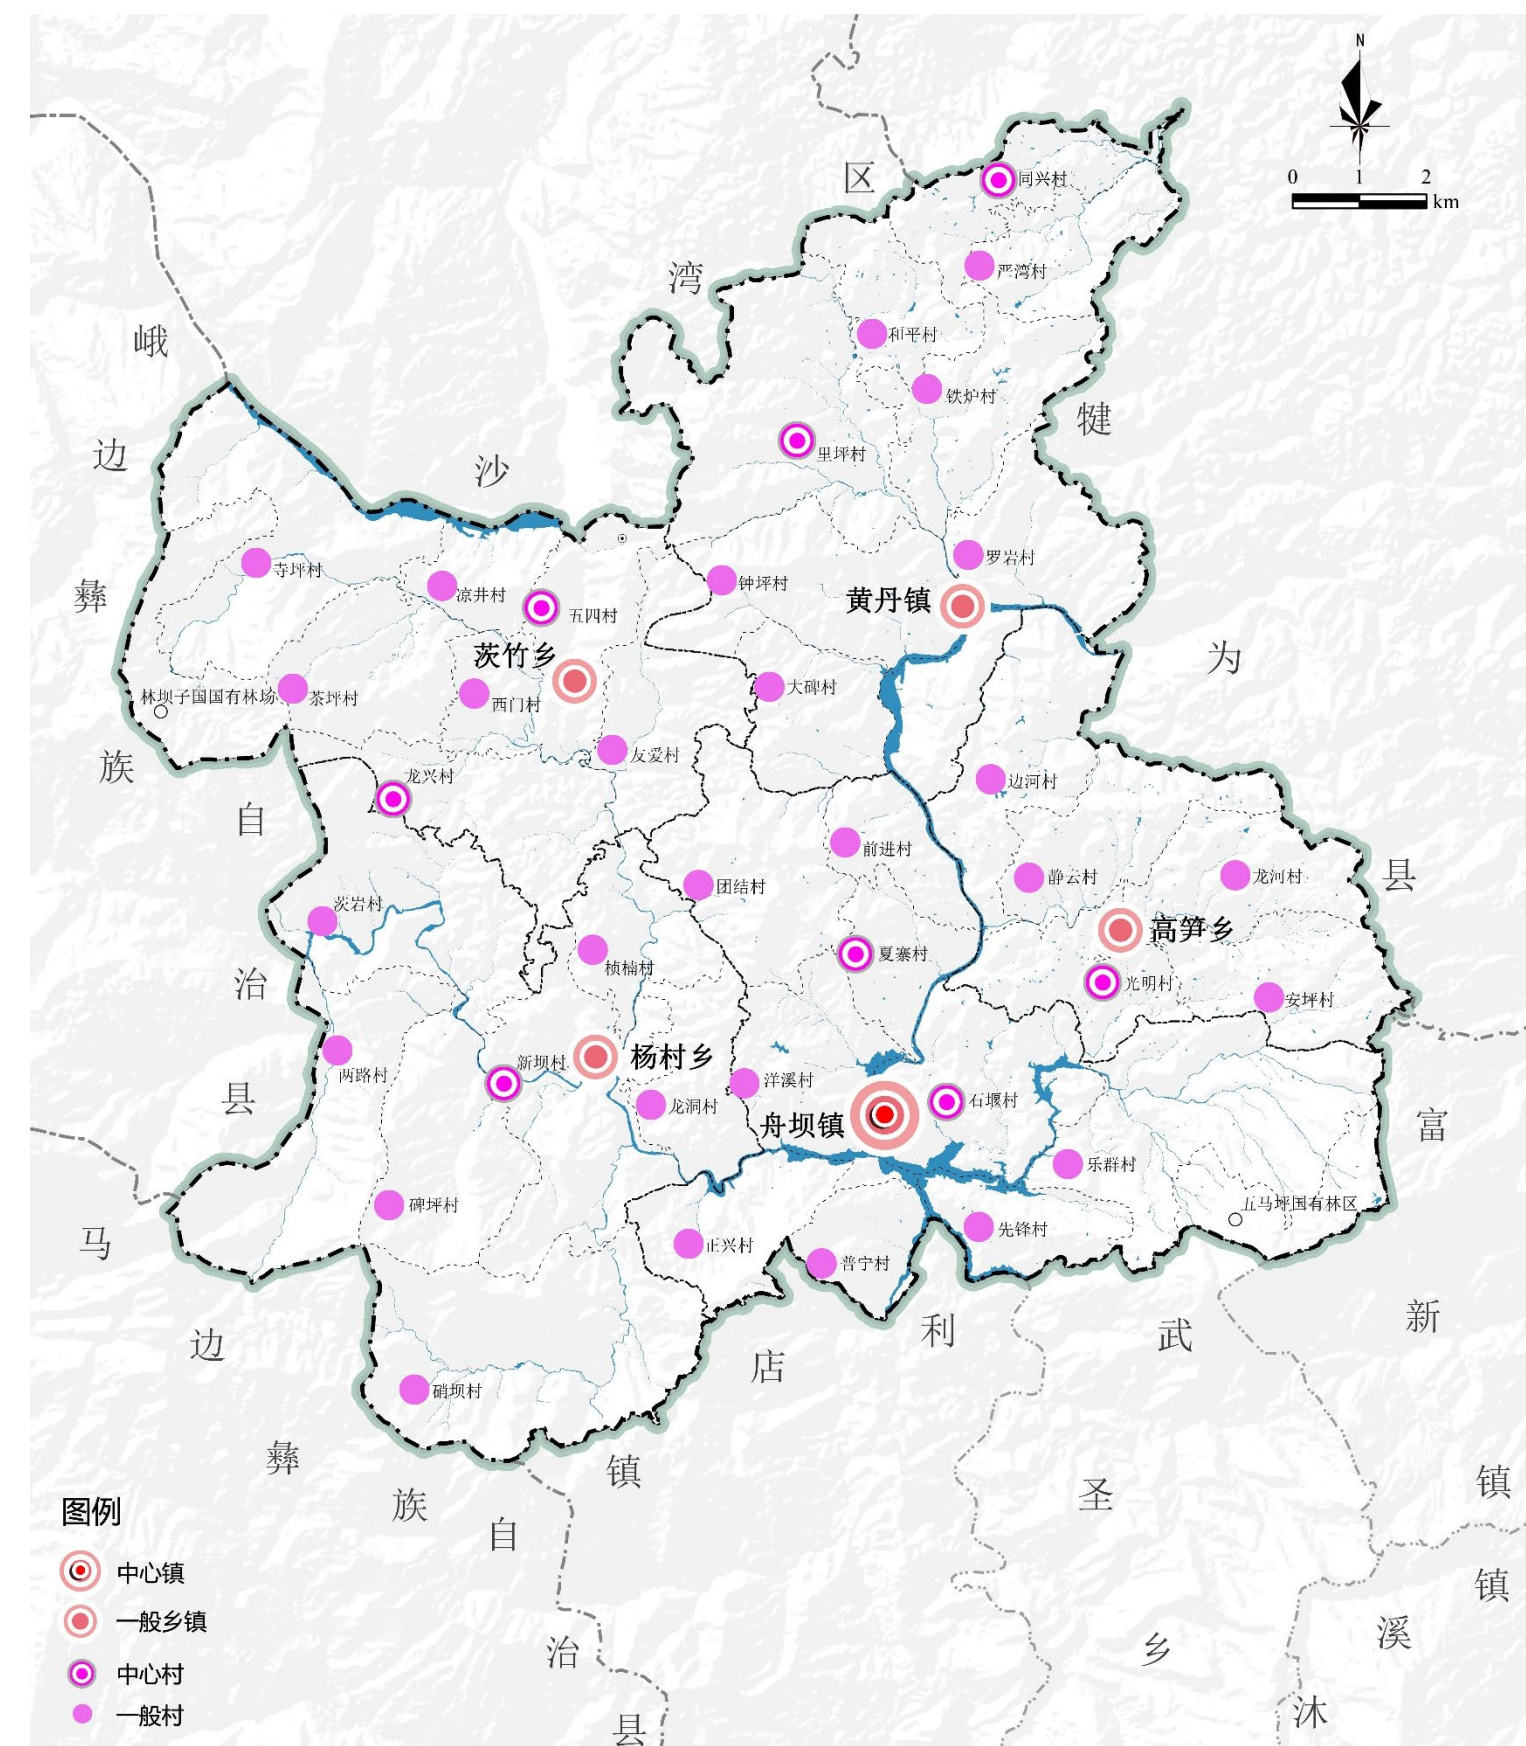 N
0 1 2
km
区
同兴村
湾
严湾村
和平村
峨
铁炉村
犍
边
沙
里坪村
彝
寺坪村
凉井村
五四村
钟坪村
罗岩村
黄丹镇
茨竹乡
为
林坝子国国有林场
茶坪村
西门村
大碑村
族
友爱村
龙兴村
边河村
自
前进村
团结村
静云村
龙河村
县
茨岩村
高笋乡
夏寨村
桢楠村
光明村
治
安坪村
新坝村
杨村乡
两路村
洋溪村
县
龙洞村
石堰村
舟坝镇
富
乐群村
碑坪村
五马坪国有林区
马
正兴村
先锋村
普宁村
边
店
利
武
新
硝坝村
彝
镇
族
自
圣
镇
图例
中心镇
一般乡镇
中心村
一般村
治
县
乡
溪
镇
沐